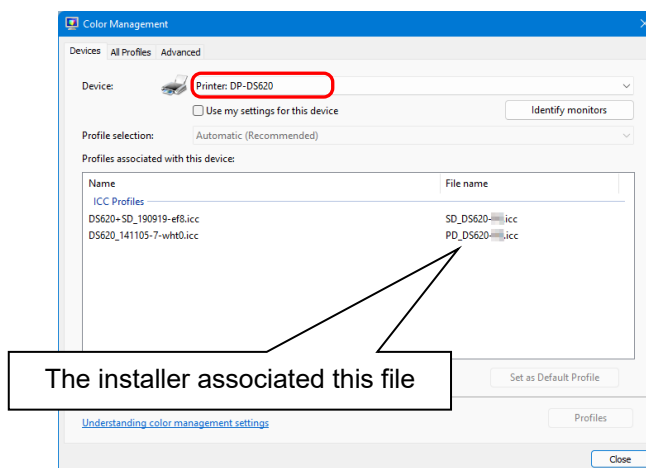 Color Management
Devices All Profiles Advanced
Device: Printer: DP-DS620
Use my settings for this device Identify monitors
Profile selection: Automatic (Recommended)
Profiles associated with this device:
Name File name
ICC Profiles
DS620+SD_190919-ef8.icc SD_DS620- .icc
DS620_141105-7-wht0.icc PD_DS620- .icc
The installer associated this file
Set as Default Profile
Understanding color management settings Profiles
Close